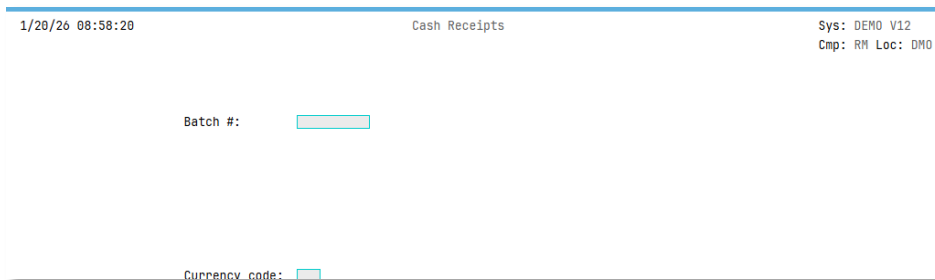 1/20/26 08:58:20 Cash Receipts Sys: DEMO V12
Cmp: RM Loc: DMO
Batch #:
Currency code: